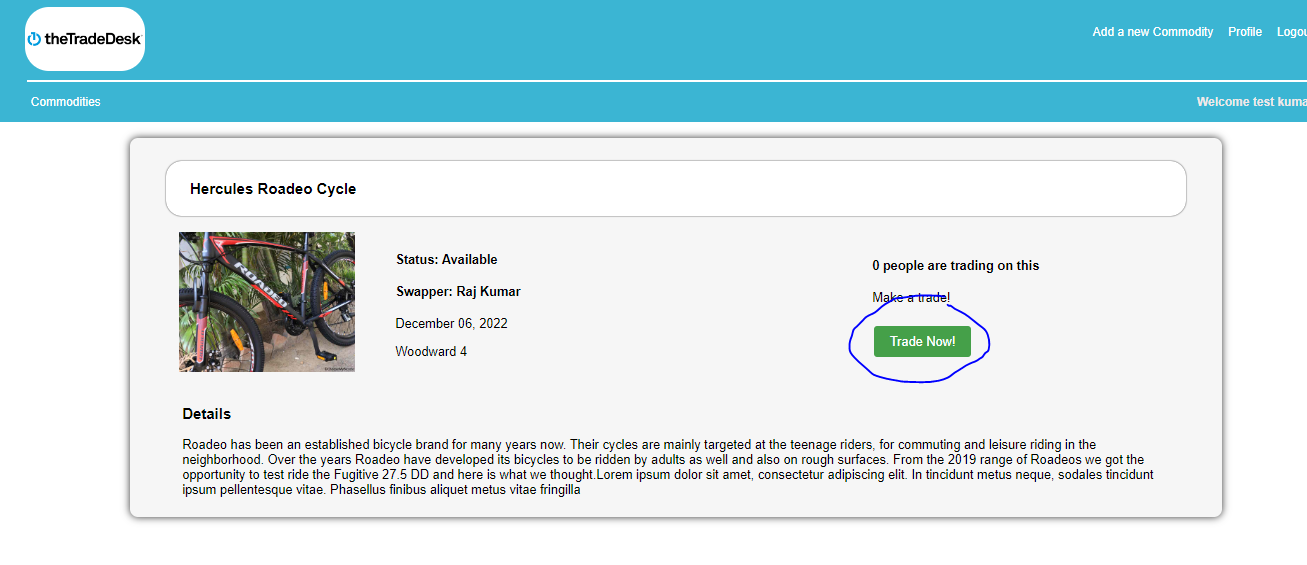 theTradeDesk
Add a new Commodity Profile Logou
Commodities
Welcome test kuma
Hercules Roadeo Cycle
ROADEO
Status: Available
Swapper: Raj Kumar
December 06, 2022
Woodward 4
0 people are trading on this
Make a trade!
Trade Now!
Details
Roadeo has been an established bicycle brand for many years now. Their cycles are mainly targeted at the teenage riders, for commuting and leisure riding in the
neighborhood. Over the years Roadeo have developed its bicycles to be ridden by adults as well and also on rough surfaces. From the 2019 range of Roadeos we got the
opportunity to test ride the Fugitive 27.5 DD and here is what we thought.Lorem ipsum dolor sit amet, consectetur adipiscing elit. In tincidunt metus neque, sodales tincidunt
ipsum pellentesque vitae. Phasellus finibus aliquet metus vitae fringilla